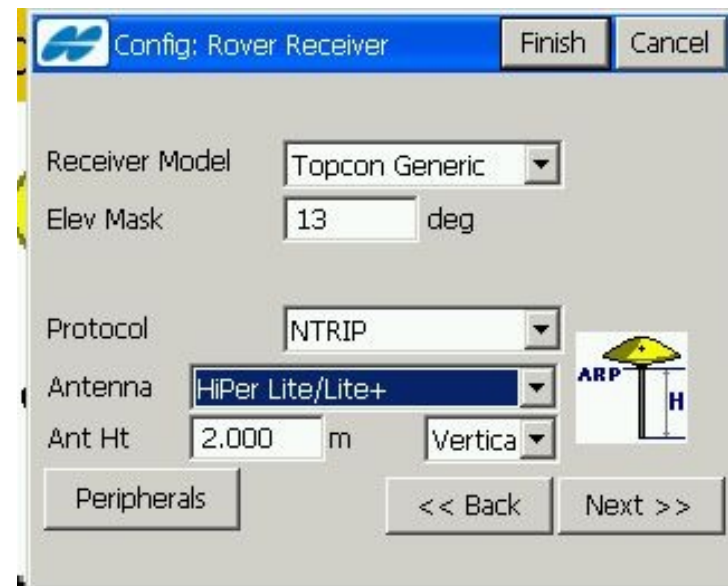 Config: Rover Receiver Finish Cancel
Receiver Model Topcon Generic
Elev Mask 13 deg
Protocol NTRIP
Antenna HiPer Lite/Lite+
ARP
H
Ant Ht 2.000 m Vertica
Peripherals << Back Next >>